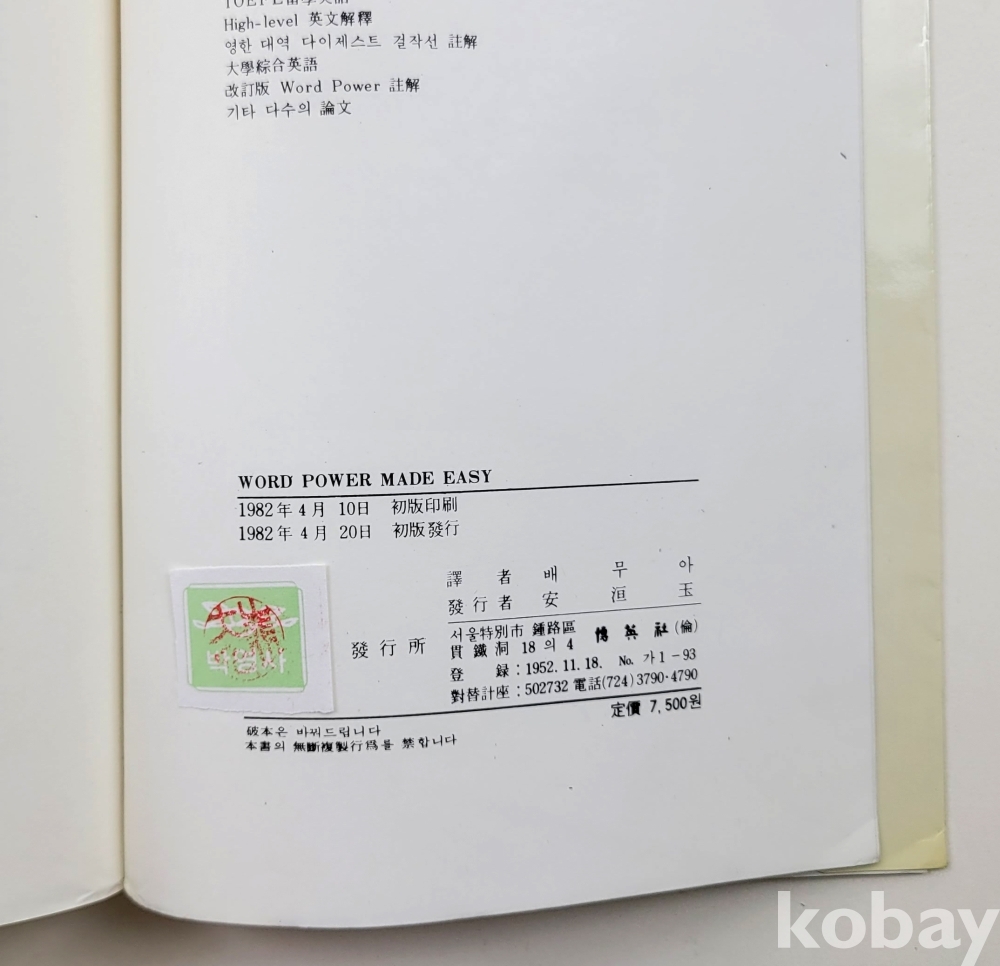 High-level 英文解釋
영한 대역 다이제스트 걸작선 註解
大學綜合英語
改訂版 Word Power 註解
기타 다수의 論文
WORD POWER MADE EASY
1982年 4月 10日 初版印刷
1982年 4月 20日 初版發行
譯者 배무아
發行者 安洹玉
發行所
서울特別市 鍾路區
貫鐵洞 18의 4
博英社(倫)
登錄 : 1952. 11. 18. No. 가1-93
對替計座 : 502732 電話(724) 3790·4790
定價 7,500원
破本은 바꿔드립니다
本書의 無斷複製行爲를 禁합니다
kobay